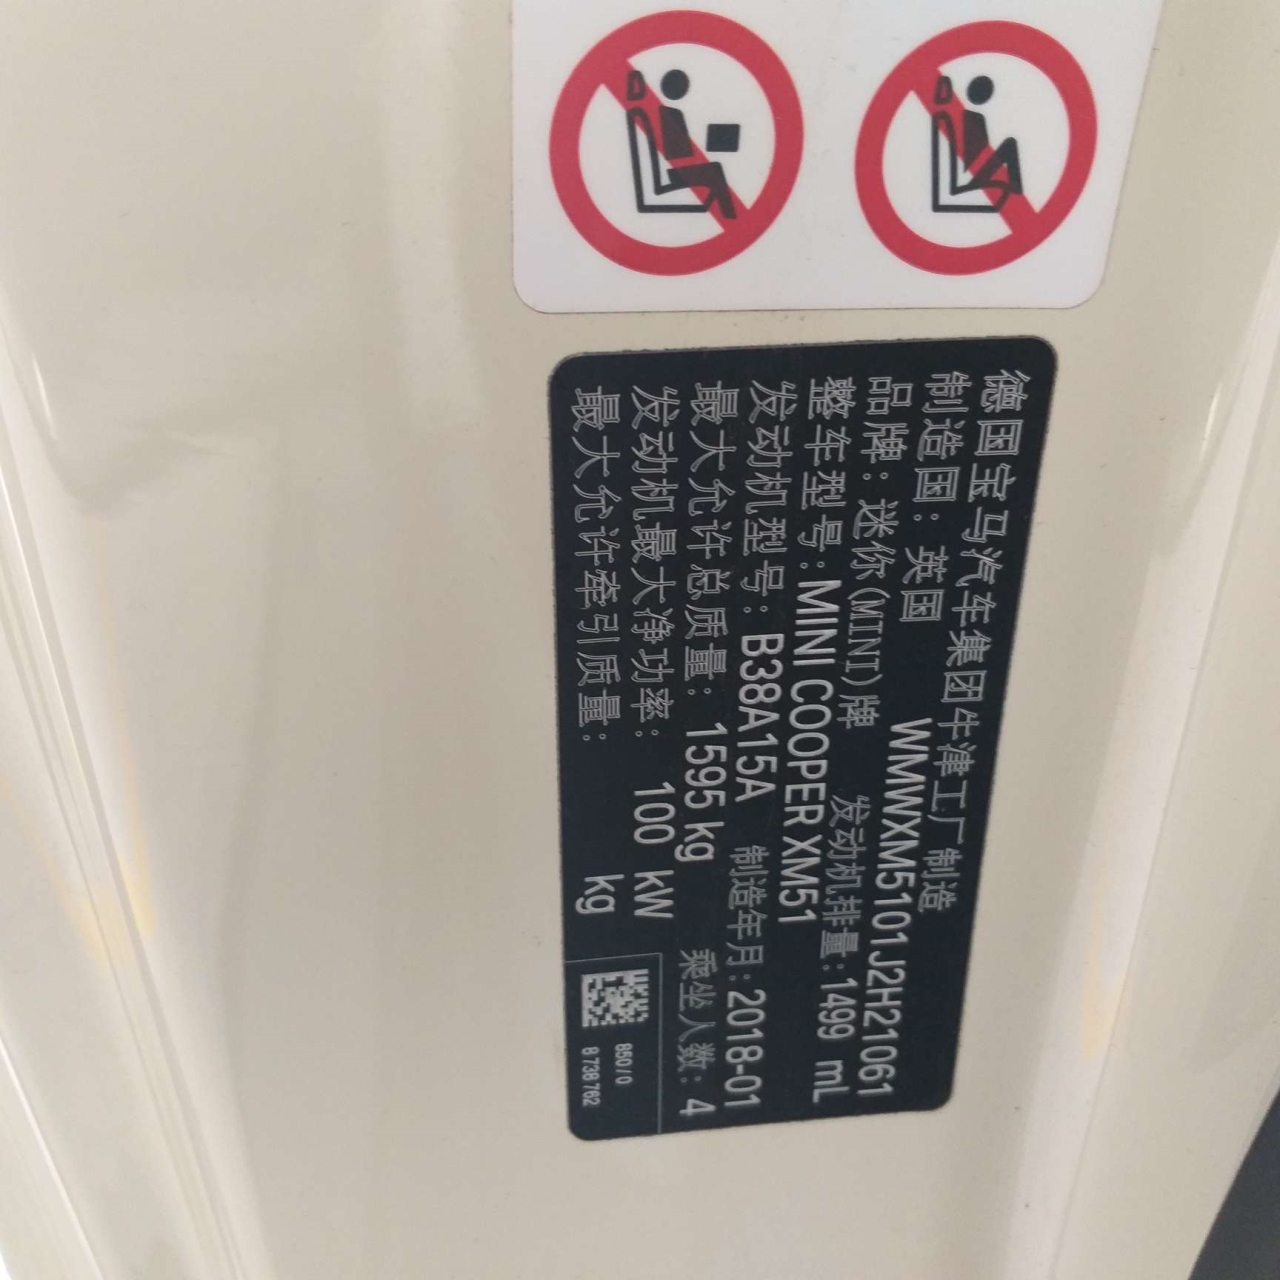 德国宝马汽车集团牛津工厂制造
制造国：英国 WMWXM5101J2H21061
品牌：迷你(MINI)牌 发动机排量：1499 mL
整车型号：MINI COOPER XM51
发动机型号：B38A15A 制造年月：2018-01
最大允许总质量：1595 kg 乘坐人数：4
发动机最大净功率：100 kW
最大允许牵引质量： kg
850/0
8 738 762